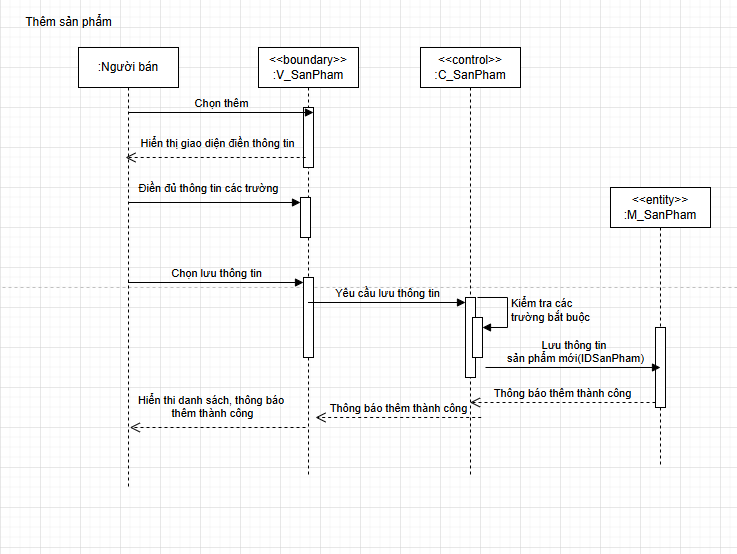 Thêm sản phẩm
:Người bán
<<boundary>>
:V_SanPham
<<control>>
:C_SanPham
Chọn thêm
Hiển thị giao diện điền thông tin
Điền đủ thông tin các trường
<<entity>>
:M_SanPham
Chọn lưu thông tin
Yêu cầu lưu thông tin
Kiểm tra các
trường bắt buộc
Lưu thông tin
sản phẩm mới(IDSanPham)
Thông báo thêm thành công
Thông báo thêm thành công
Hiển thi danh sách, thông báo
thêm thành công